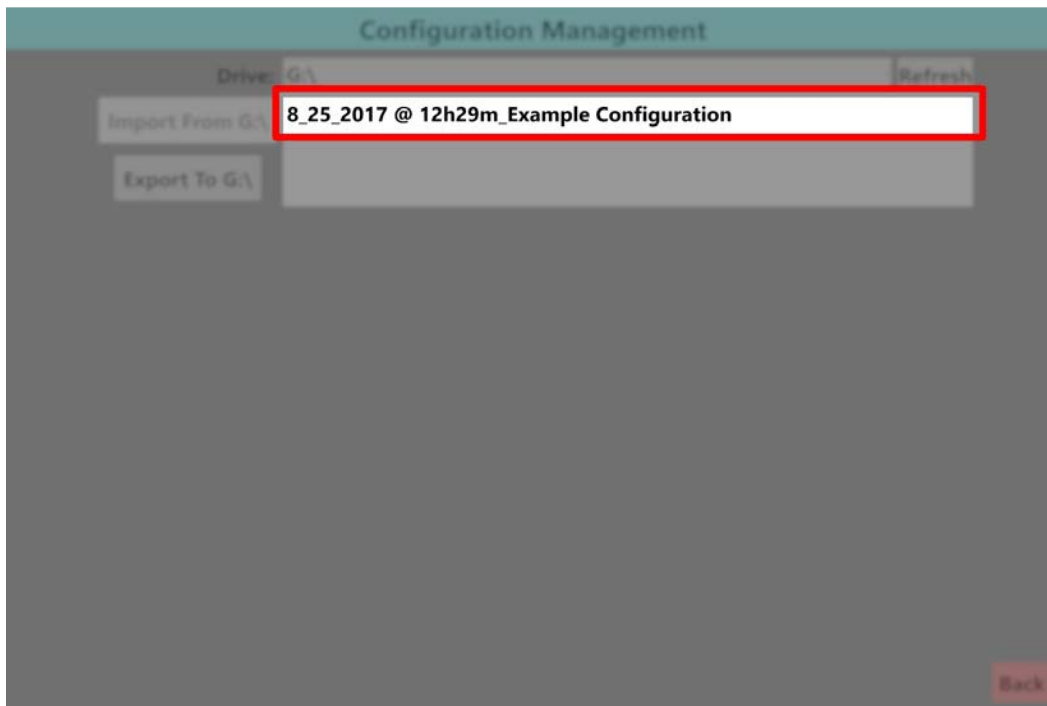 Configuration Management
Drive: G:\ Refresh
Import From G:\ 8_25_2017 @ 12h29m_Example Configuration
Export To G:\
Back